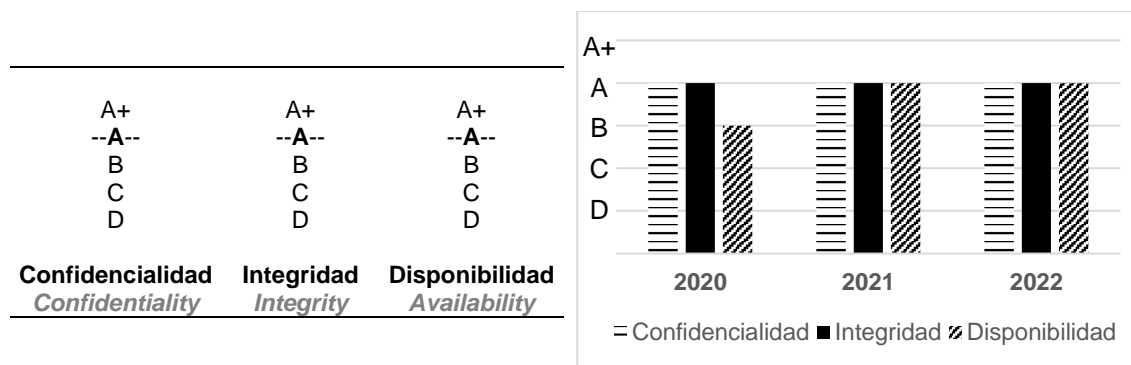 A+ A+ A+
--A-- --A-- --A--
B B B
C C C
D D D
Confidencialidad Integridad Disponibilidad
Confidentiality Integrity Availability
A+
A
B
C
D
2020 2021 2022
Confidencialidad Integridad Disponibilidad